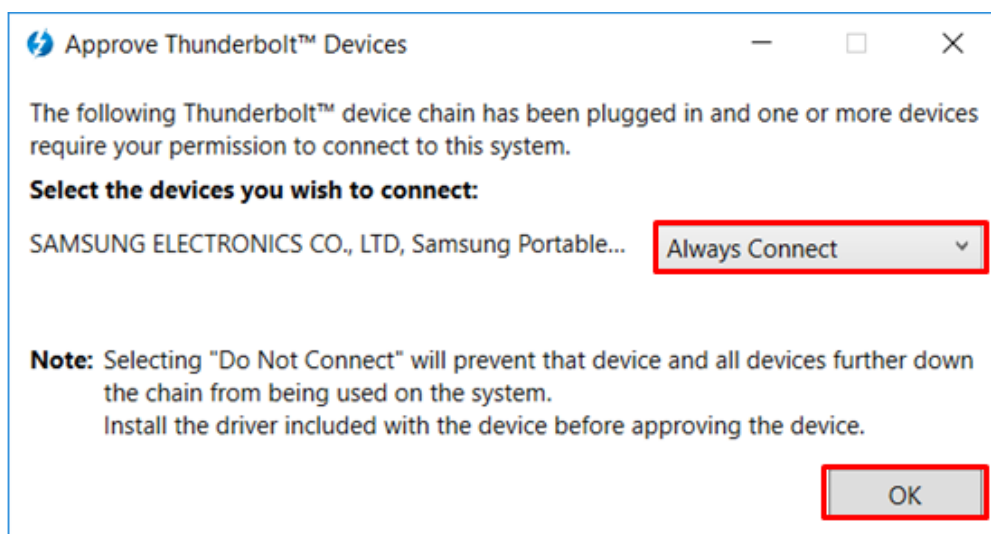 Approve Thunderbolt™ Devices
The following Thunderbolt™ device chain has been plugged in and one or more devices
require your permission to connect to this system.
Select the devices you wish to connect:
SAMSUNG ELECTRONICS CO., LTD, Samsung Portable... Always Connect
Note: Selecting "Do Not Connect" will prevent that device and all devices further down
the chain from being used on the system.
Install the driver included with the device before approving the device.
OK